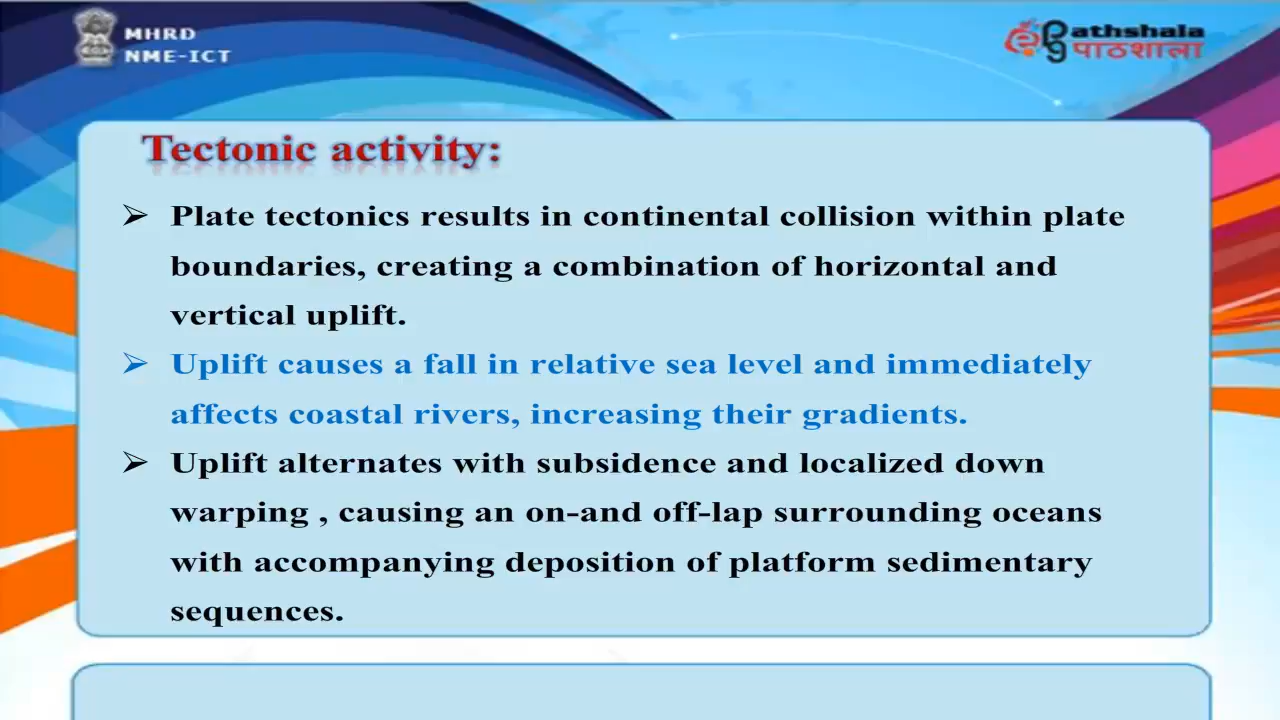 MHRD
NME-ICT
athshala
पाठशाला
Tectonic activity:
➢ Plate tectonics results in continental collision within plate
boundaries, creating a combination of horizontal and
vertical uplift.
➢ Uplift causes a fall in relative sea level and immediately
affects coastal rivers, increasing their gradients.
➢ Uplift alternates with subsidence and localized down
warping , causing an on-and off-lap surrounding oceans
with accompanying deposition of platform sedimentary
sequences.